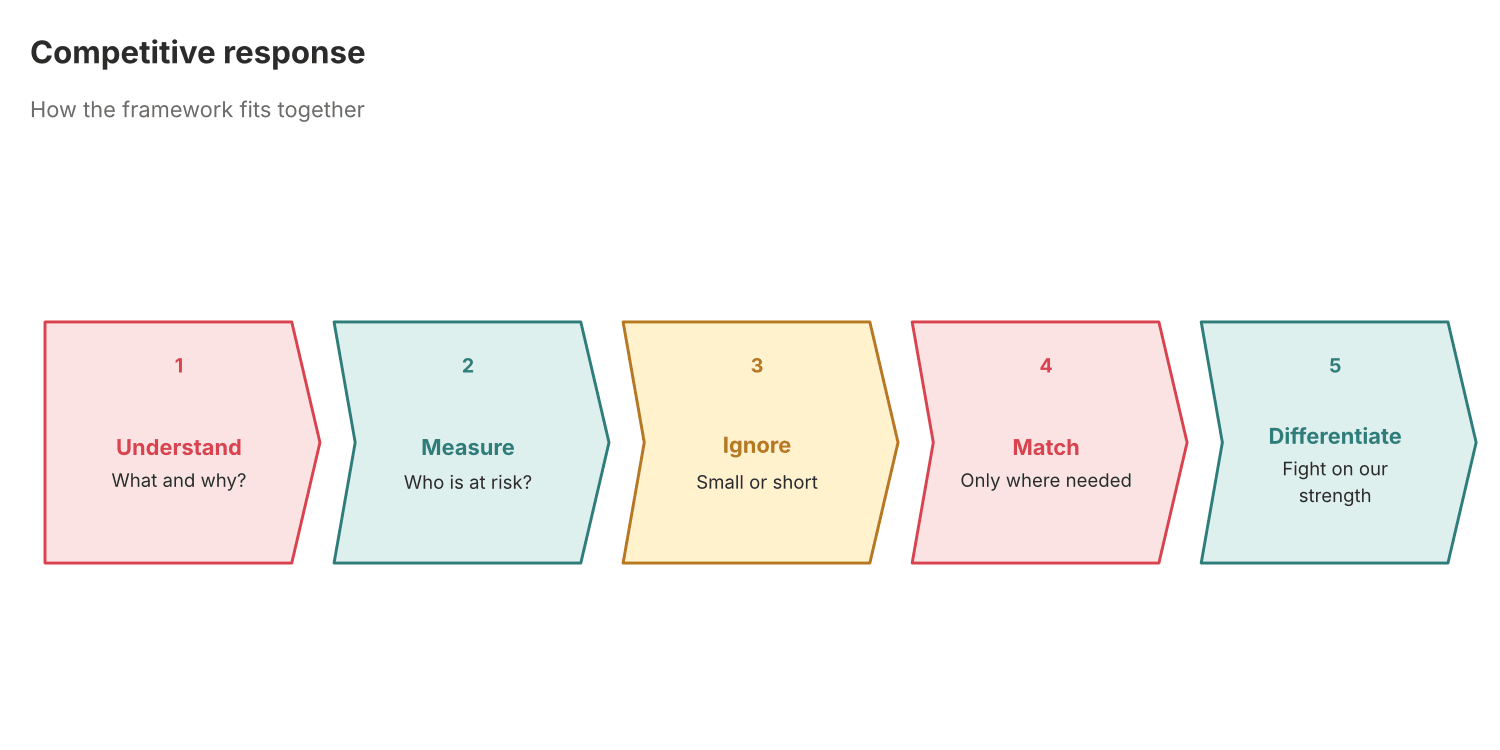 Competitive response
How the framework fits together
1
Understand
What and why?
2
Measure
Who is at risk?
3
Ignore
Small or short
4
Match
Only where needed
5
Differentiate
Fight on our
strength